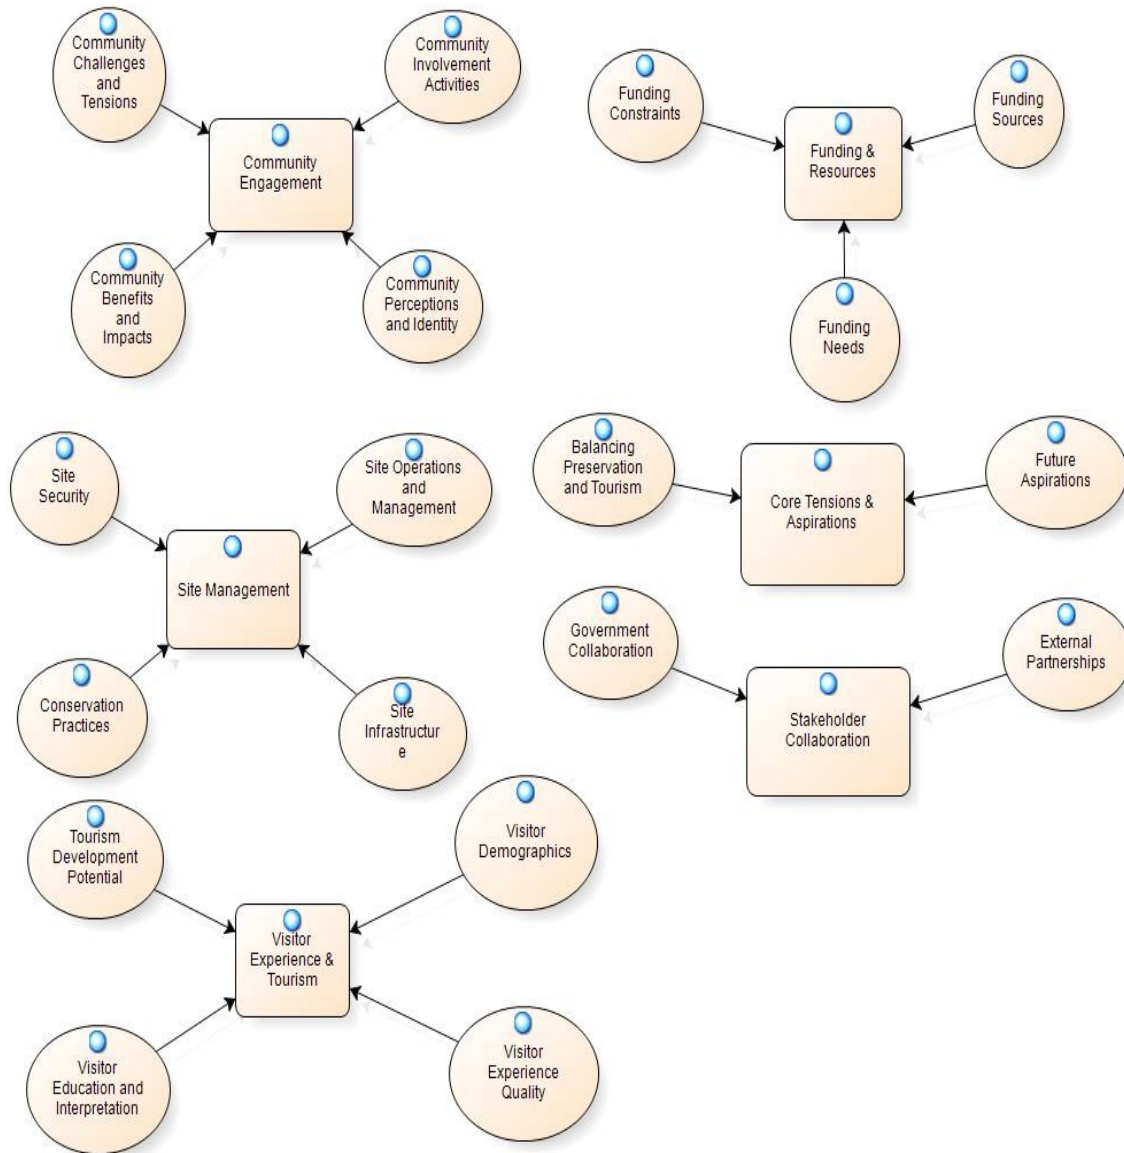 Community
Challenges
and
Tensions
Community
Involvement
Activities
Community
Engagement
Community
Benefits
and
Impacts
Community
Perceptions
and Identity
Funding
Constraints
Funding
Sources
Funding &
Resources
Funding
Needs
Site
Security
Site Operations
and
Management
Site Management
Conservation
Practices
Site
Infrastructur
e
Balancing
Preservation
and Tourism
Future
Aspirations
Core Tensions &
Aspirations
Government
Collaboration
External
Partnerships
Stakeholder
Collaboration
Tourism
Development
Potential
Visitor
Demographics
Visitor
Experience &
Tourism
Visitor
Education and
Interpretation
Visitor
Experience
Quality